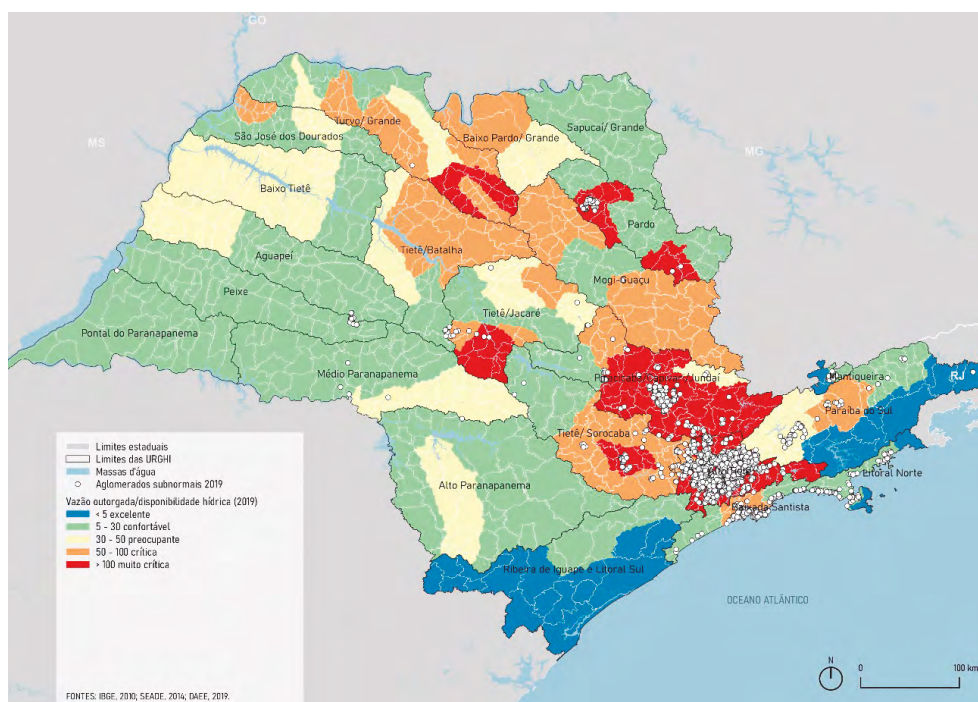 GO
MS
MG
RJ
Turvo/ Grande
São José dos Dourados
Baixo Pardo/ Grande
Sapucaí/ Grande
Baixo Tietê
Pardo
Tietê/Batalha
Aguapeí
Mogi-Guaçu
Peixe
Tietê/Jacaré
Pontal do Paranapanema
Médio Paranapanema
Mantiqueira
Paraíba do Sul
Tietê/ Sorocaba
Litoral Norte
Alto Paranapanema
Baixada Santista
Ribeira de Iguape e Litoral Sul
OCEANO ATLÂNTICO
Limites estaduais
Limites das URGHI
Massas d'água
Aglomerados subnormais 2019
Vazão outorgada/disponibilidade hídrica (2019)
< 5 excelente
5 - 30 confortável
30 - 50 preocupante
50 - 100 crítica
> 100 muito crítica
FONTES: IBGE, 2010; SEADE, 2014; DAEE, 2019.
N
0 100 km